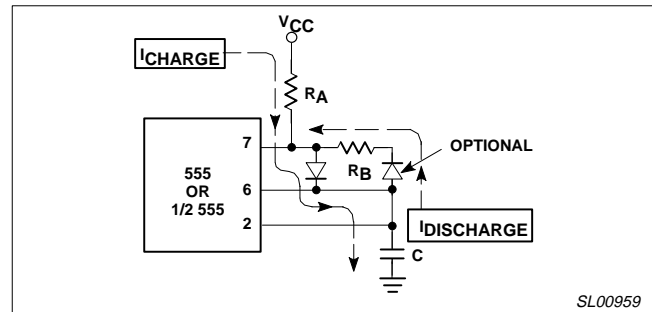 VCC
ICHARGE
RA
7
OPTIONAL
RB
555
OR
1/2 555
6
2
IDISCHARGE
C
SL00959